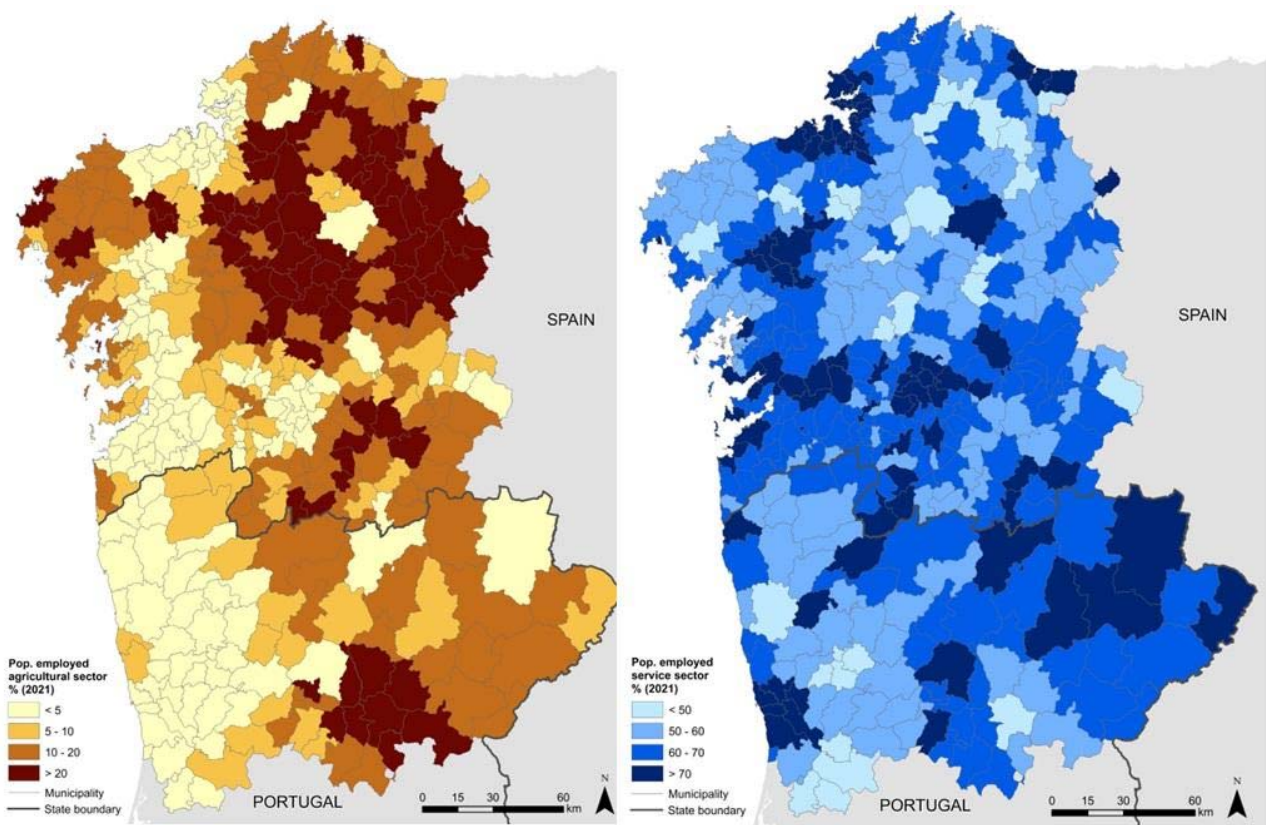 SPAIN
Pop. employed
agricultural sector
% (2021)
< 5
5 - 10
10 - 20
> 20
Municipality
State boundary
PORTUGAL
0 15 30 60
km
N
SPAIN
Pop. employed
service sector
% (2021)
< 50
50 - 60
60 - 70
> 70
Municipality
State boundary
PORTUGAL
0 15 30 60
km
N